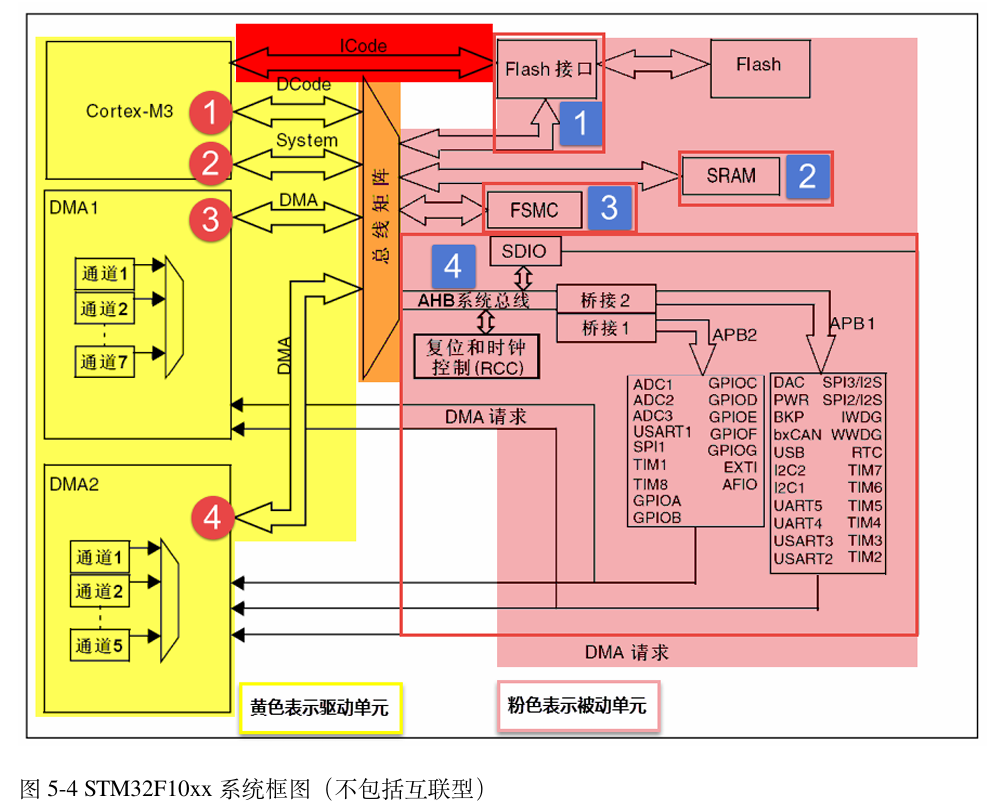 ICode
Flash 接口
Flash
DCode
Cortex-M3
1
1
System
2
SRAM
2
DMA1
DMA
3
FSMC
3
总线矩阵
SDIO
4
通道1
通道2
通道7
AHB系统总线
桥接2
桥接1
APB2
APB1
复位和时钟
控制(RCC)
DMA
ADC1 GPIOC
ADC2 GPIOD
ADC3 GPIOE
USART1 GPIOF
SPI1 GPIOG
TIM1 EXTI
TIM8 AFIO
GPIOA
GPIOB
DAC SPI3/I2S
PWR SPI2/I2S
BKP IWDG
bxCAN WWDG
USB RTC
I2C2 TIM7
I2C1 TIM6
UART5 TIM5
UART4 TIM4
USART3 TIM3
USART2 TIM2
DMA 请求
DMA2
4
通道1
通道2
通道5
DMA 请求
黄色表示驱动单元
粉色表示被动单元
图 5-4 STM32F10xx 系统框图（不包括互联型）